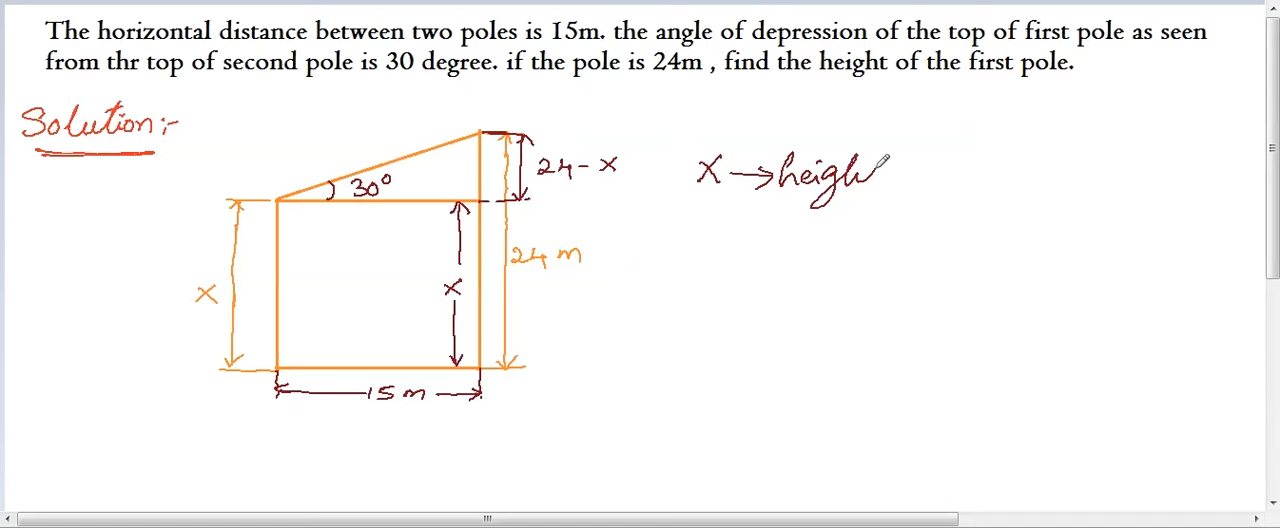 The horizontal distance between two poles is 15m. the angle of depression of the top of first pole as seen
from thr top of second pole is 30 degree. if the pole is 24m , find the height of the first pole.
Solution:-
24-x
x → heigh
30°
24 m
x
x
15 m